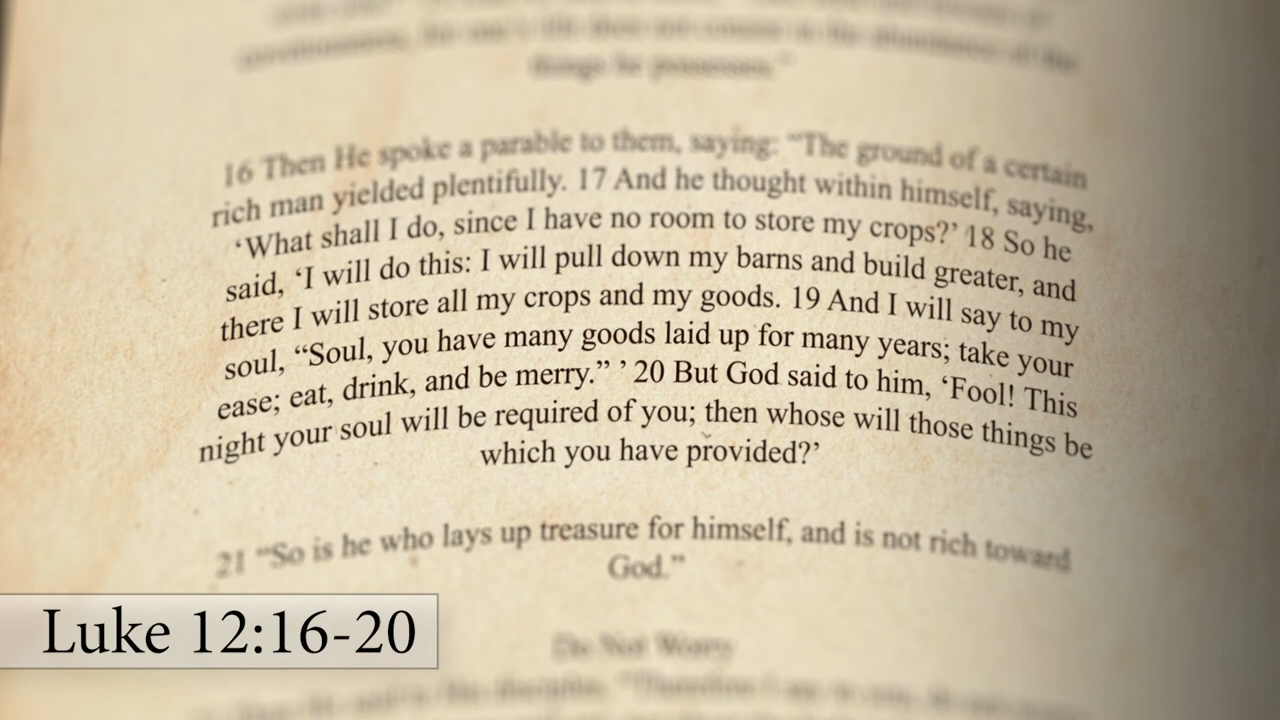 things he possesses."
16 Then He spoke a parable to them, saying: “The ground of a certain
rich man yielded plentifully. 17 And he thought within himself, saying,
‘What shall I do, since I have no room to store my crops?’ 18 So he
said, ‘I will do this: I will pull down my barns and build greater, and
there I will store all my crops and my goods. 19 And I will say to my
soul, “Soul, you have many goods laid up for many years; take your
ease; eat, drink, and be merry.” ’ 20 But God said to him, ‘Fool! This
night your soul will be required of you; then whose will those things be
which you have provided?’
21 “So is he who lays up treasure for himself, and is not rich toward
God.”
Luke 12:16-20
Do Not Worry